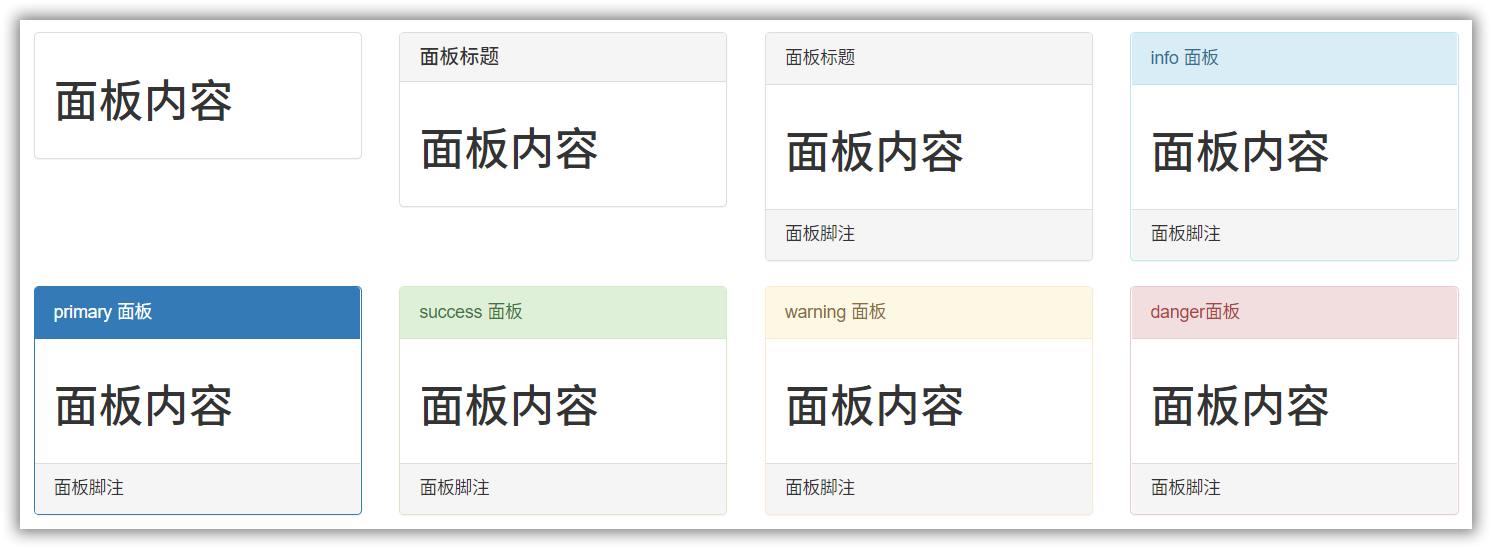 面板内容
面板标题
面板内容
面板标题
面板内容
面板脚注
info 面板
面板内容
面板脚注
primary 面板
面板内容
面板脚注
success 面板
面板内容
面板脚注
warning 面板
面板内容
面板脚注
danger面板
面板内容
面板脚注